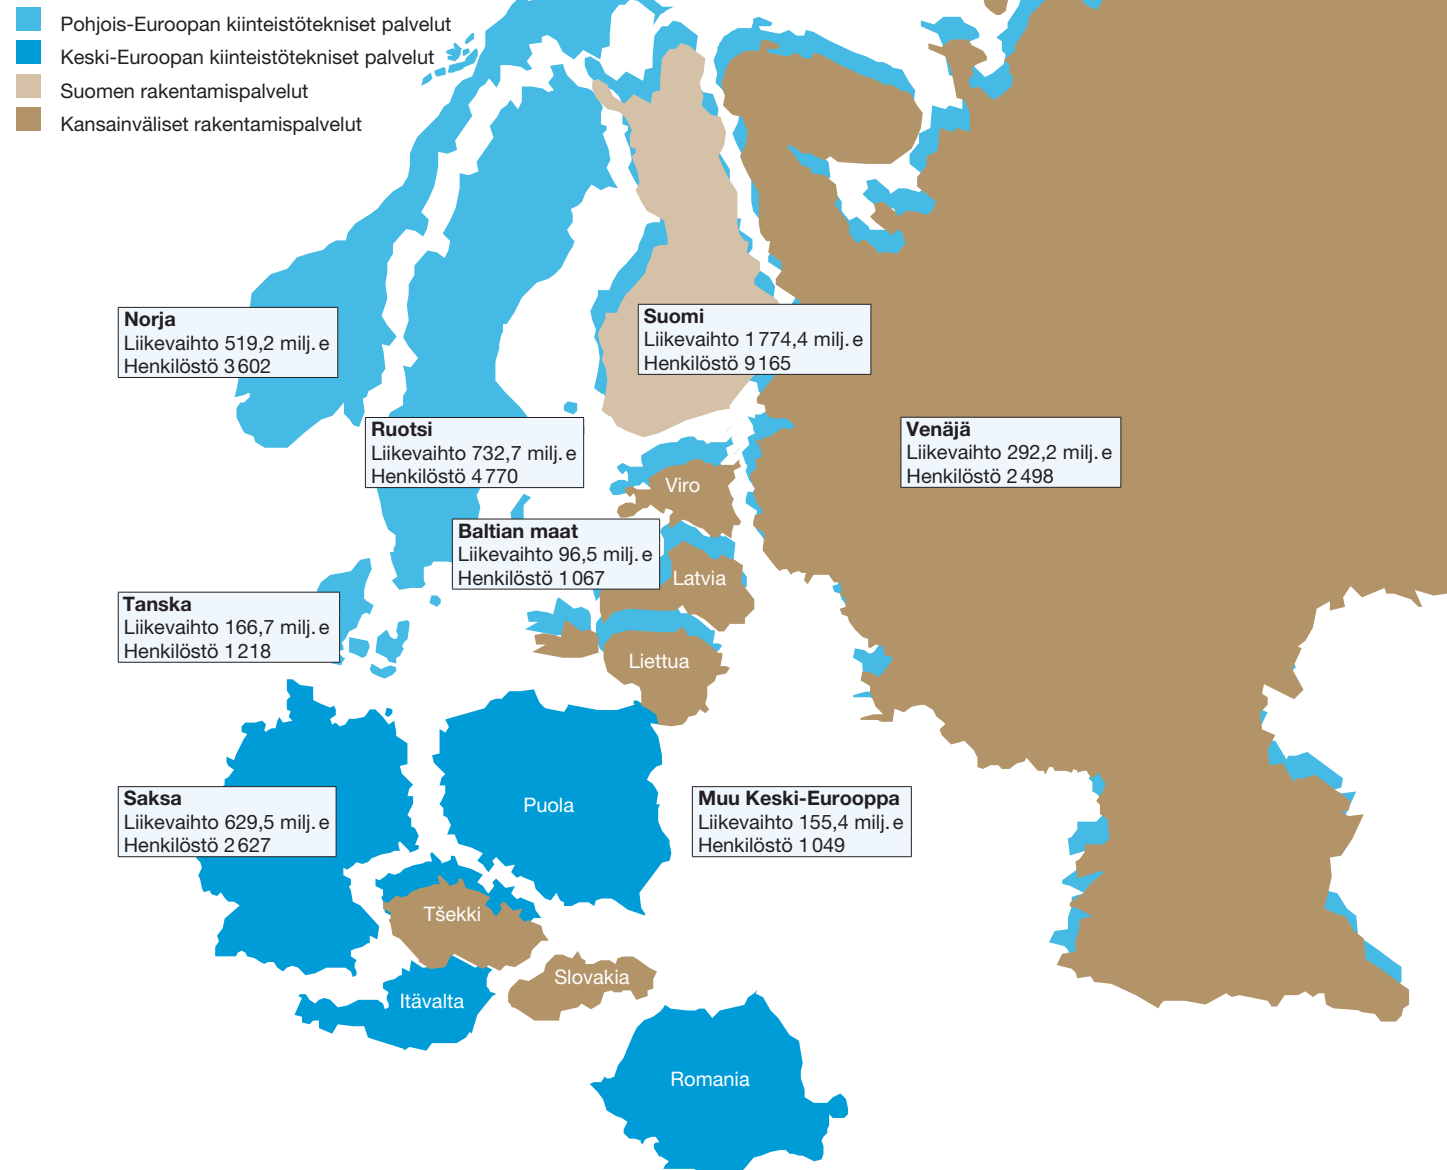 Pohjois-Euroopan kiinteistötekniset palvelut
Keski-Euroopan kiinteistötekniset palvelut
Suomen rakentamispalvelut
Kansainväliset rakentamispalvelut
Norja
Liikevaihto 519,2 milj. e
Henkilöstö 3 602
Suomi
Liikevaihto 1 774,4 milj. e
Henkilöstö 9 165
Ruotsi
Liikevaihto 732,7 milj. e
Henkilöstö 4 770
Venäjä
Liikevaihto 292,2 milj. e
Henkilöstö 2 498
Viro
Baltian maat
Liikevaihto 96,5 milj. e
Henkilöstö 1 067
Latvia
Tanska
Liikevaihto 166,7 milj. e
Henkilöstö 1 218
Liettua
Saksa
Liikevaihto 629,5 milj. e
Henkilöstö 2 627
Puola
Muu Keski-Eurooppa
Liikevaihto 155,4 milj. e
Henkilöstö 1 049
Tšekki
Slovakia
Itävalta
Romania